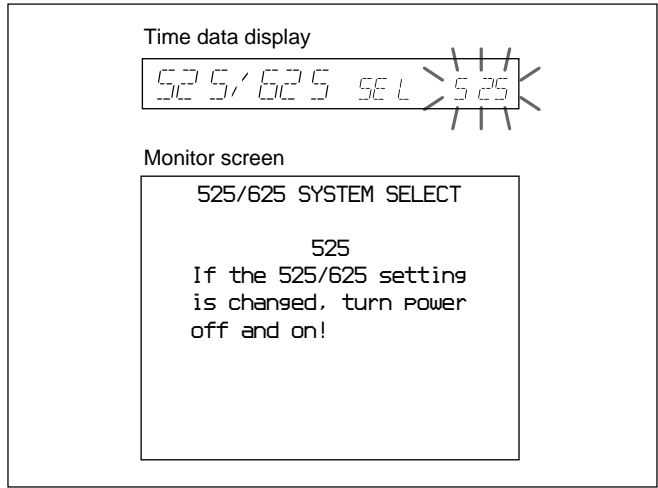 Time data display
525/625 SEL 525
Monitor screen
525/625 SYSTEM SELECT
525
If the 525/625 setting
is changed, turn power
off and on!